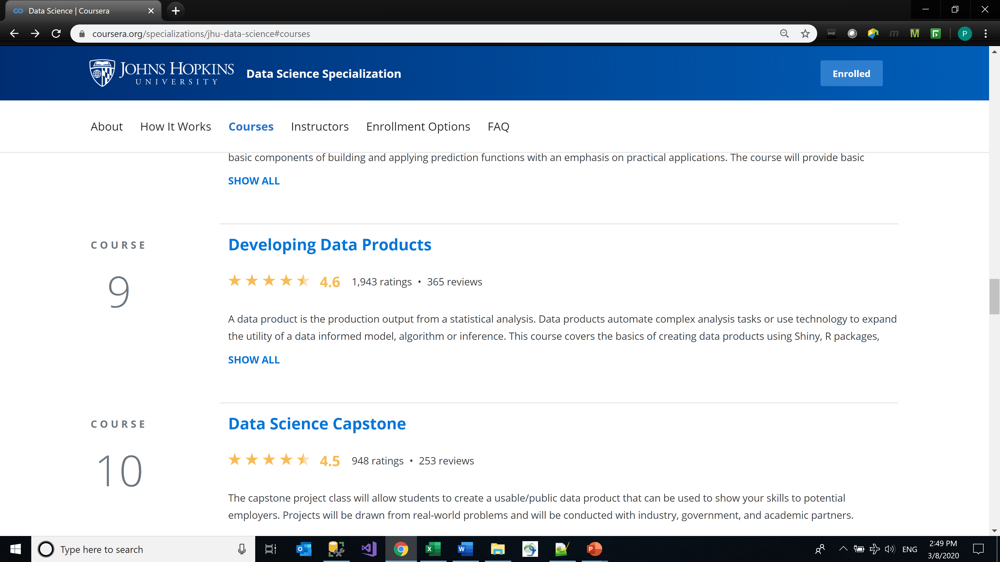 Data Science | Coursera
coursera.org/specializations/jhu-data-science#courses
(md)
m
M
P
JOHNS HOPKINS
UNIVERSITY
Data Science Specialization
Enrolled
About How It Works Courses Instructors Enrollment Options FAQ
basic components of building and applying prediction functions with an emphasis on practical applications. The course will provide basic
SHOW ALL
COURSE
9
Developing Data Products
4.6 1,943 ratings • 365 reviews
A data product is the production output from a statistical analysis. Data products automate complex analysis tasks or use technology to expand
the utility of a data informed model, algorithm or inference. This course covers the basics of creating data products using Shiny, R packages,
SHOW ALL
COURSE
10
Data Science Capstone
4.5 948 ratings • 253 reviews
The capstone project class will allow students to create a usable/public data product that can be used to show your skills to potential
employers. Projects will be drawn from real-world problems and will be conducted with industry, government, and academic partners.
Type here to search
O
X
W
P
ENG
2:49 PM
3/8/2020